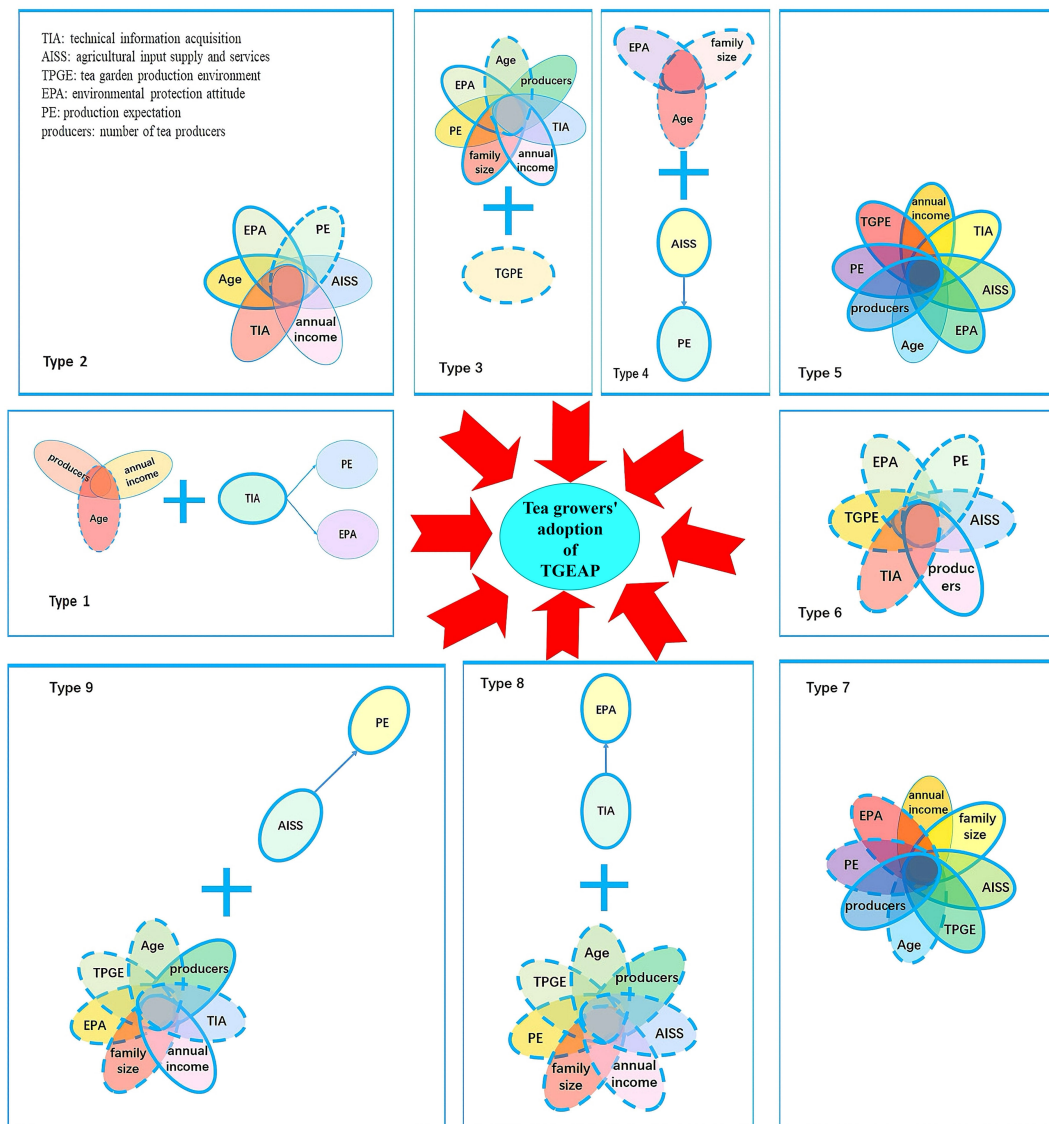 TIA: technical information acquisition
AISS: agricultural input supply and services
TPGE: tea garden production environment
EPA: environmental protection attitude
PE: production expectation
producers: number of tea producers
EPA
PE
Age
AISS
TIA
annual
income
Type 2
Age
EPA
producers
PE
TIA
family
size
annual
income
TGPE
Type 3
EPA
family
size
Age
AISS
PE
Type 4
annual
income
TGPE
TIA
PE
AISS
producers
EPA
Age
Type 5
producers
annual
income
Age
TIA
PE
EPA
Type 1
Tea growers'
adoption
of
TGEAP
EPA
PE
TGPE
AISS
TIA
produc
ers
Type 6
Type 9
PE
AISS
Age
TPGE
producers
EPA
TIA
family
size
annual
income
Type 8
EPA
TIA
Age
TPGE
producers
PE
AISS
family
size
annual
income
Type 7
annual
income
EPA
family
size
PE
AISS
producers
TPGE
Age